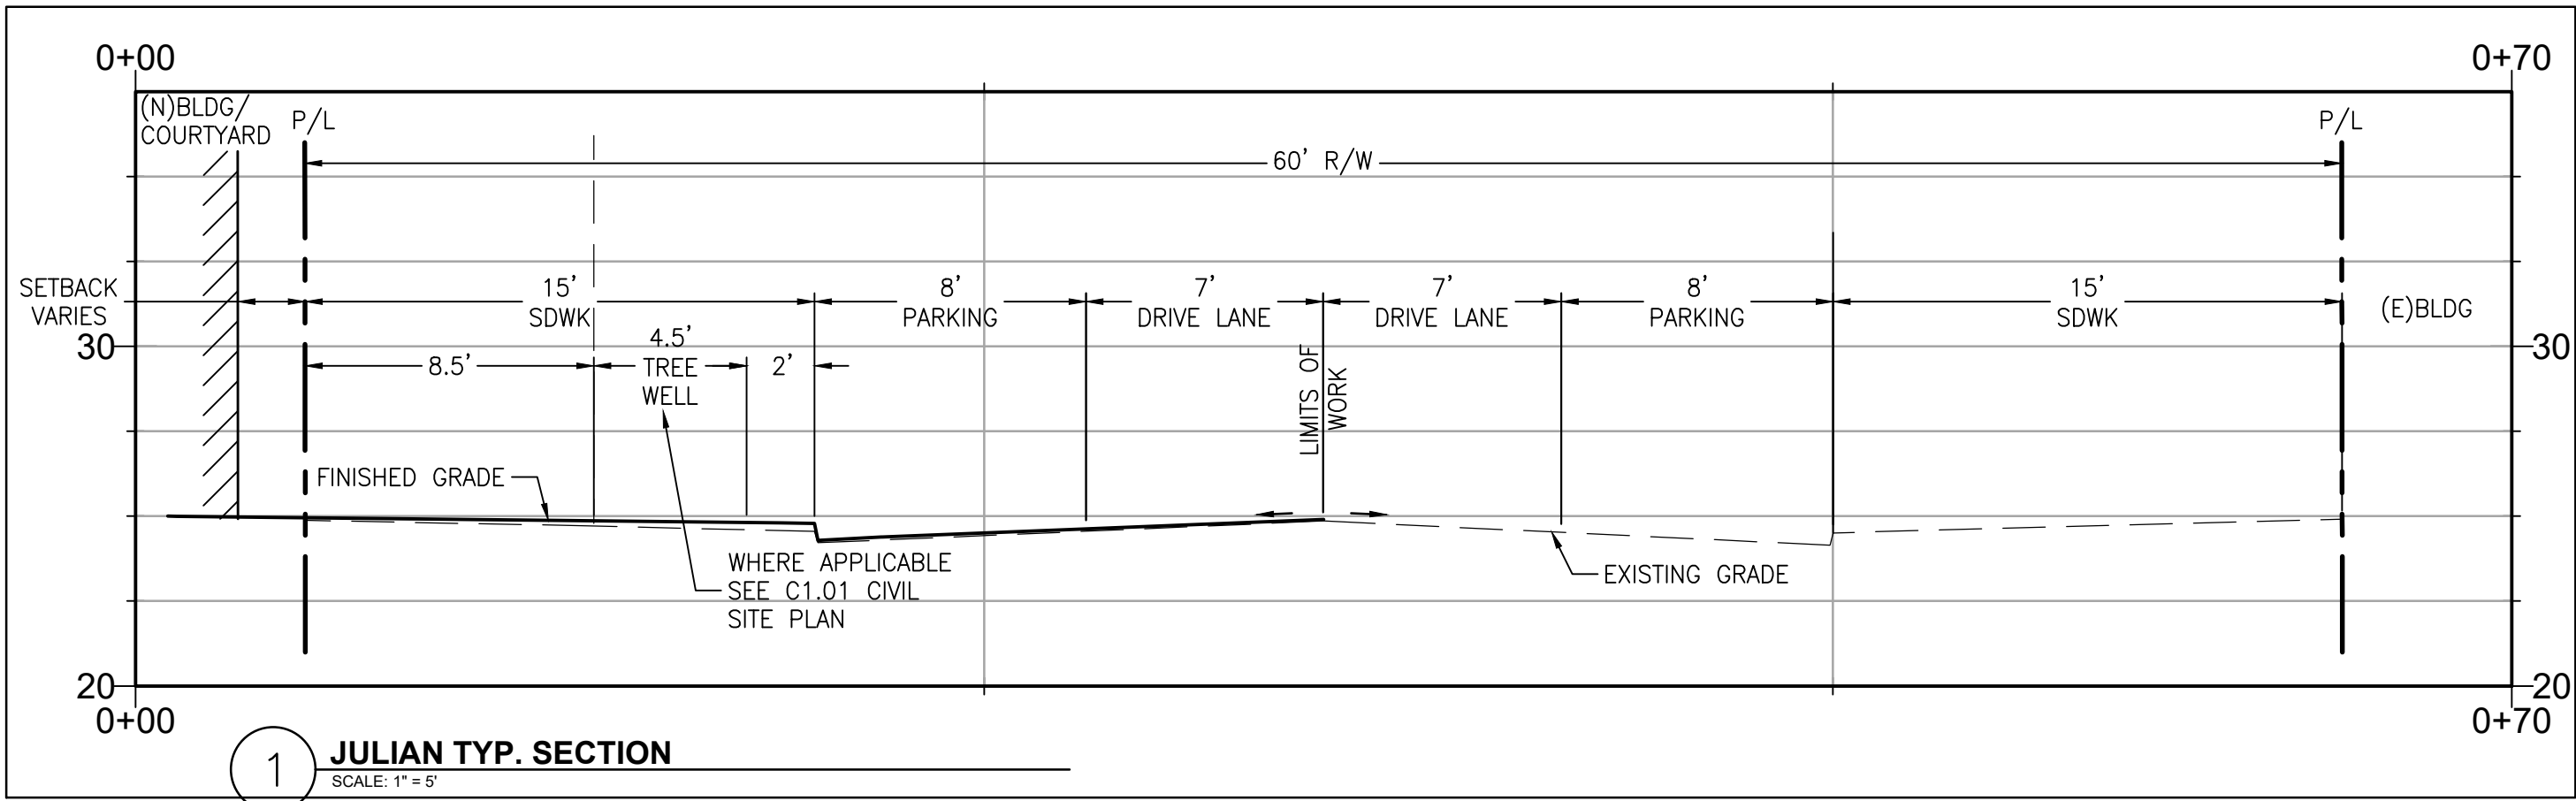 0+00
0+70
(N)BLDG/
COURTYARD
P/L
P/L
60' R/W
SETBACK
VARIES
15'
SDWK
8'
PARKING
7'
DRIVE LANE
7'
DRIVE LANE
8'
PARKING
15'
SDWK
(E)BLDG
30
30
8.5'
4.5'
TREE
WELL
2'
LIMITS OF
WORK
FINISHED GRADE
WHERE APPLICABLE
SEE C1.01 CIVIL
SITE PLAN
EXISTING GRADE
20
20
0+00
0+70
1
JULIAN TYP. SECTION
SCALE: 1" = 5'